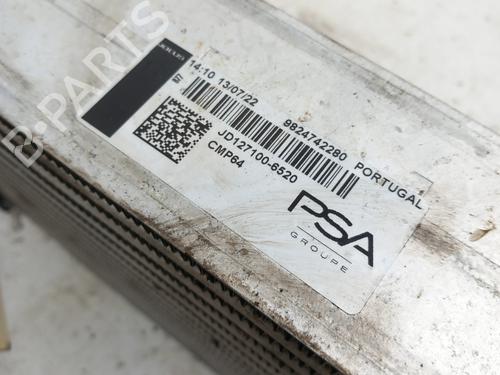 14:10 13/07/22
9824742280 PORTUGAL
JD127100-6520
CMP64
PSA
GROUPE
B-PARTS